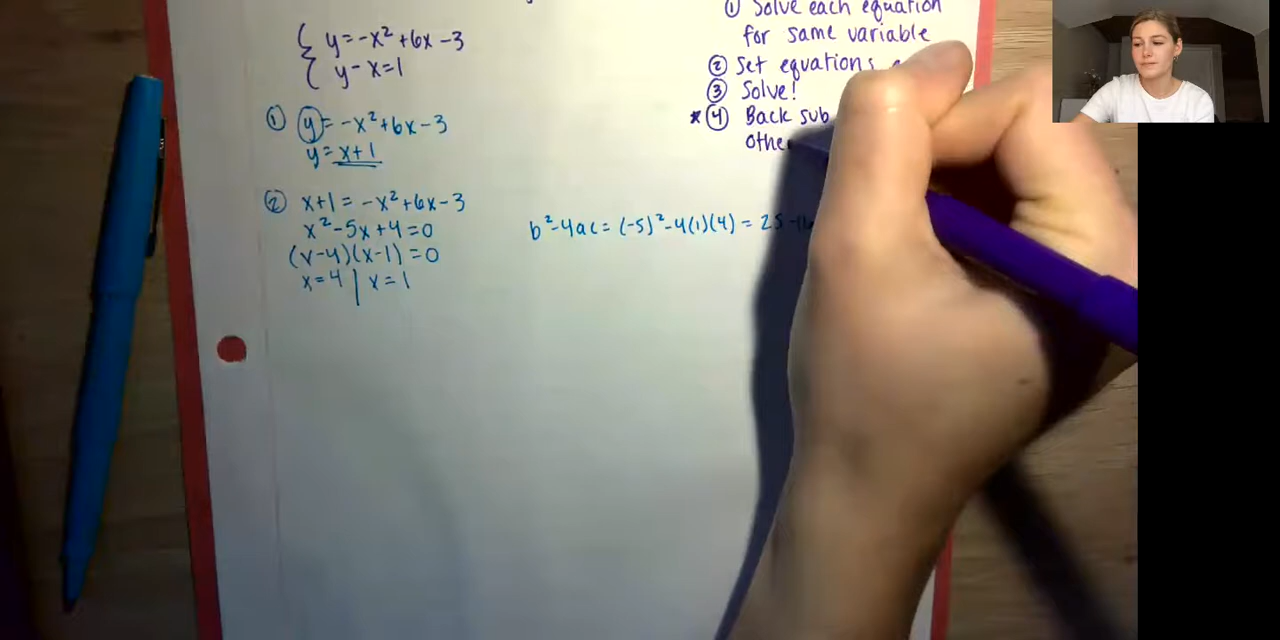 { y = -x² + 6x - 3
{ y - x = 1
① y = -x² + 6x - 3
y = x + 1
② x + 1 = -x² + 6x - 3
x² - 5x + 4 = 0
(x-4)(x-1) = 0
x = 4 | x = 1
b² - 4ac = (-5)² - 4(1)(4) = 25
① Solve each equation
for same variable
② Set equations
③ Solve!
* ④ Back sub